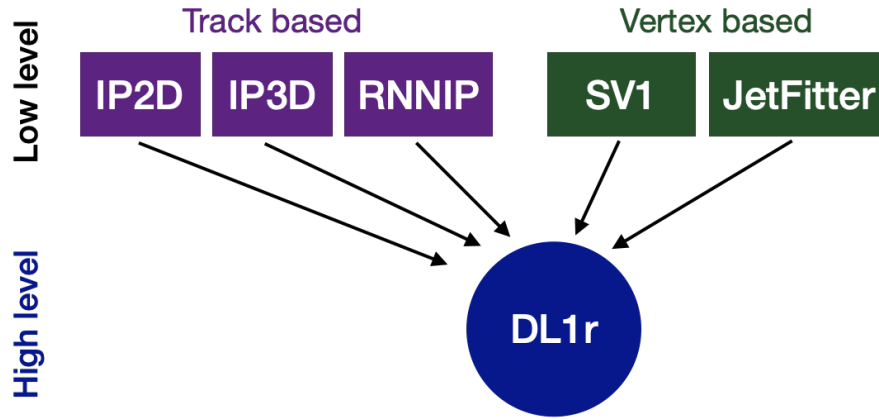 Track based
Vertex based
Low level
IP2D
IP3D
RNNIP
SV1
JetFitter
High level
DL1r